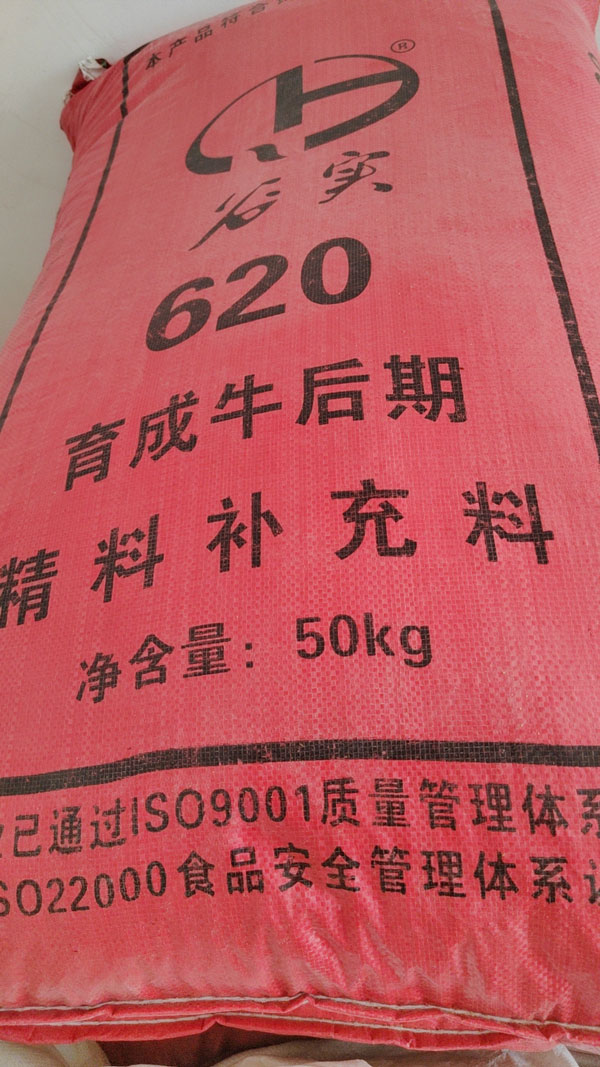 本产品符合
®
谷实
620
育成牛后期
精料补充料
净含量：50kg
已通过ISO9001质量管理体系
SO22000食品安全管理体系